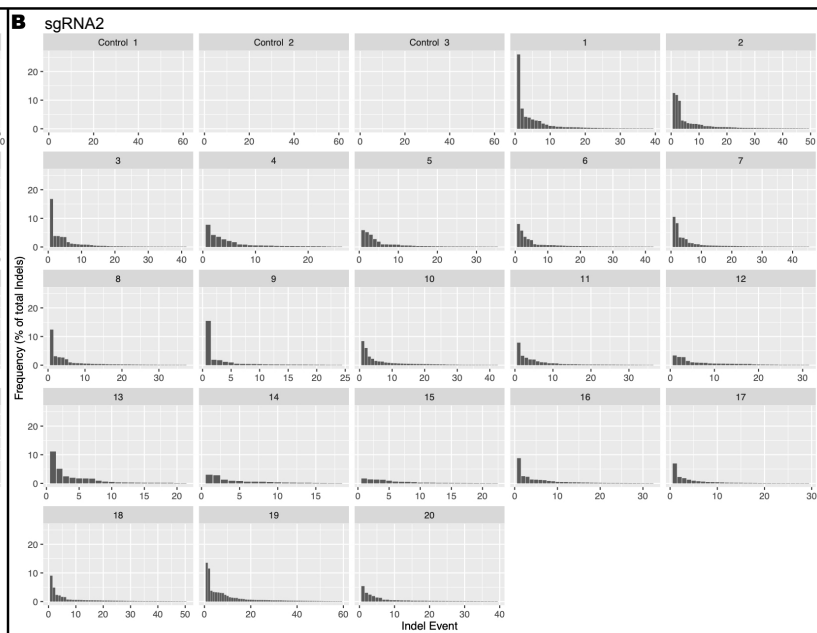 B sgRNA2
Control 1 Control 2 Control 3 1 2
20
10
0
0 20 40 60 0 20 40 60 0 20 40 60 0 10 20 30 40 0 10 20 30 40 50
3 4 5 6 7
20
10
0
0 10 20 30 40 0 10 20 0 10 20 30 0 10 20 30 40 0 10 20 30 40
8 9 10 11 12
20
10
0
0 10 20 30 0 5 10 15 20 25 0 10 20 30 40 0 10 20 30 0 10 20 30
13 14 15 16 17
20
10
0
0 5 10 15 20 0 5 10 15 0 5 10 15 20 0 10 20 30 0 10 20 30
18 19 20
20
10
0
0 10 20 30 40 50 0 20 40 60 0 10 20 30 40
Frequency (% of total Indels)
Indel Event
0